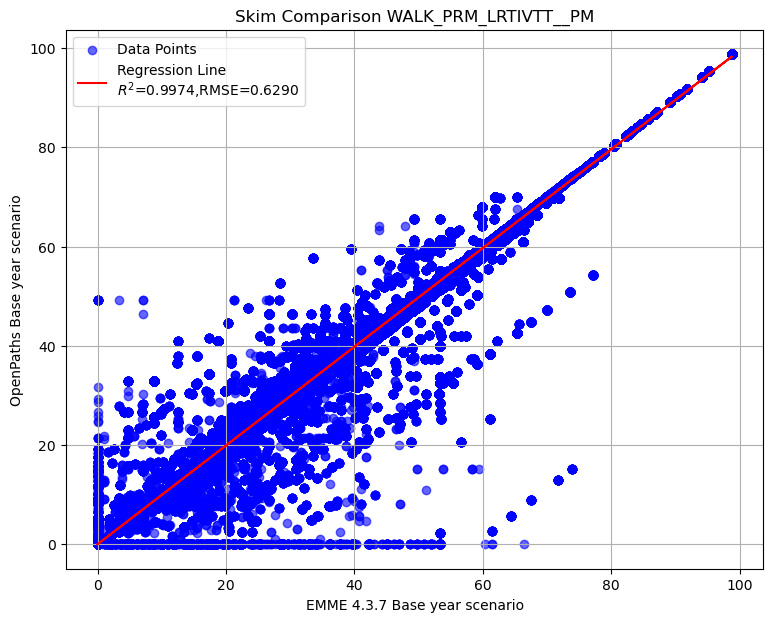 Skim Comparison WALK_PRM_LRTIVTT__PM
Data Points
Regression Line
R²=0.9974,RMSE=0.6290
OpenPaths Base year scenario
100
80
60
40
20
0
0 20 40 60 80 100
EMME 4.3.7 Base year scenario